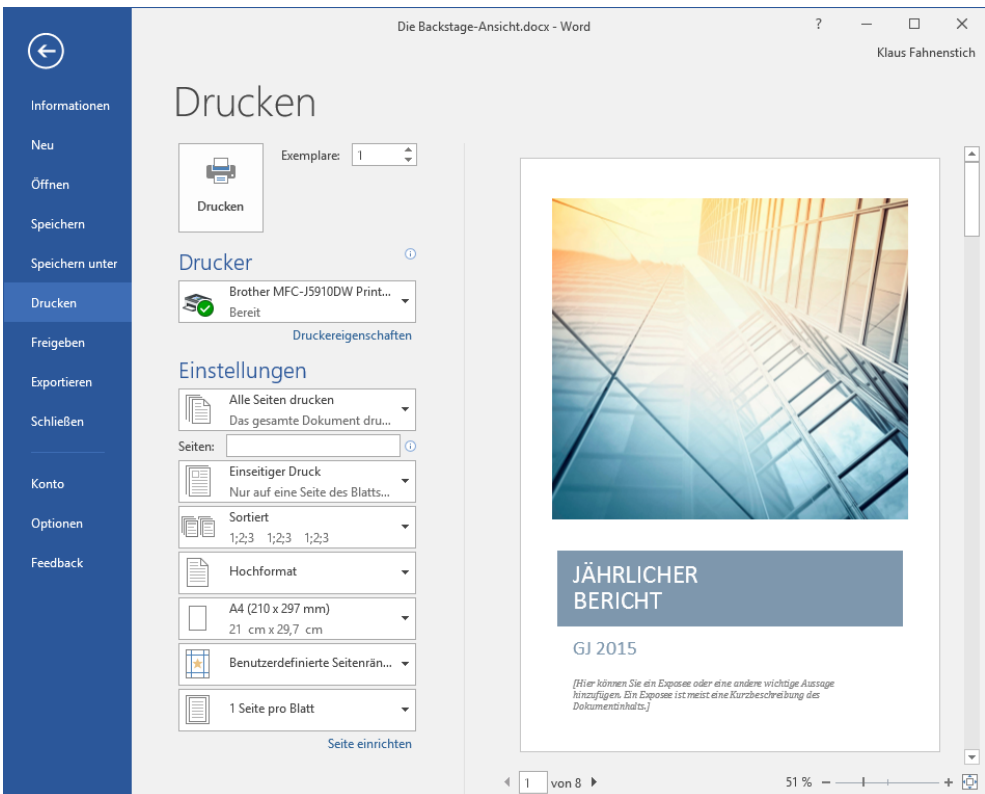 Die Backstage-Ansicht.docx - Word
?
Klaus Fahnenstich
Informationen
Neu
Öffnen
Speichern
Speichern unter
Drucken
Freigeben
Exportieren
Schließen
Konto
Optionen
Feedback
Drucken
Drucken
Exemplare: 1
Drucker
Brother MFC-J5910DW Print...
Bereit
Druckereigenschaften
Einstellungen
Alle Seiten drucken
Das gesamte Dokument dru...
Seiten:
Einseitiger Druck
Nur auf eine Seite des Blatts...
Sortiert
1;2;3 1;2;3 1;2;3
Hochformat
A4 (210 x 297 mm)
21 cm x 29,7 cm
Benutzerdefinierte Seitenrän...
1 Seite pro Blatt
Seite einrichten
JÄHRLICHER
BERICHT
GJ 2015
[Hier können Sie ein Exposee oder eine andere wichtige Aussage
hinzufügen. Ein Exposee ist meist eine Kurzbeschreibung des
Dokumentinhalts.]
1 von 8
51 %